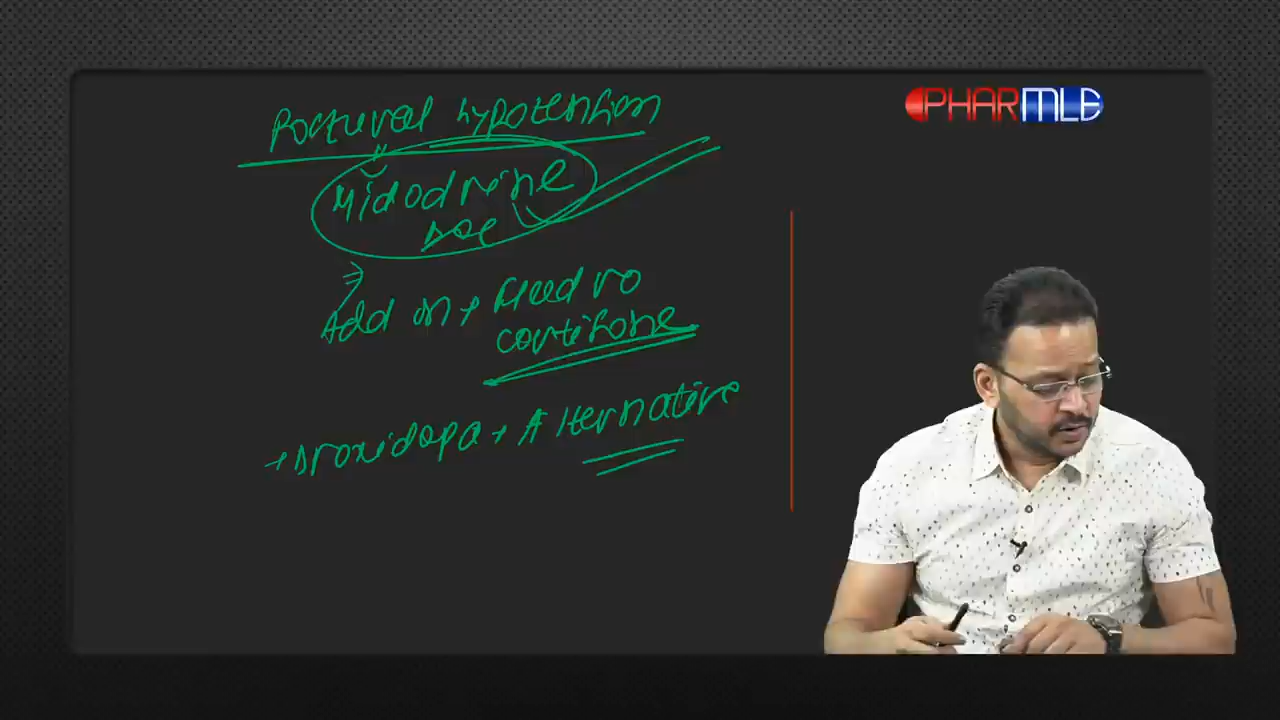 Postural hypotension
Midodrine
DOC
Add on + Fludro
cortisone
+ Droxidopa + Alternative
PHARMLE